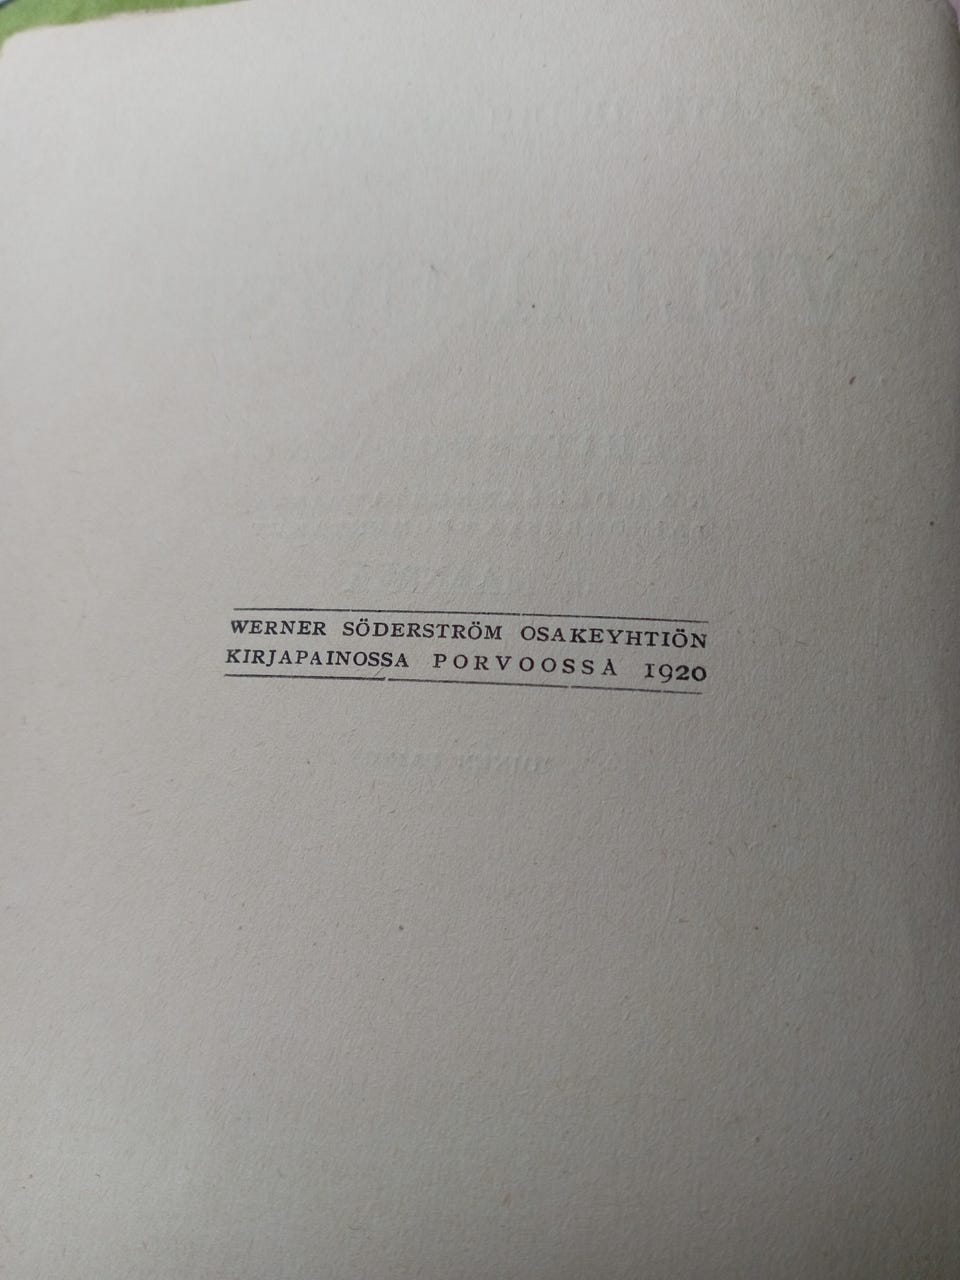 WERNER SÖDERSTRÖM OSAKEYHTIÖN
KIRJAPAINOSSA PORVOOSSA 1920